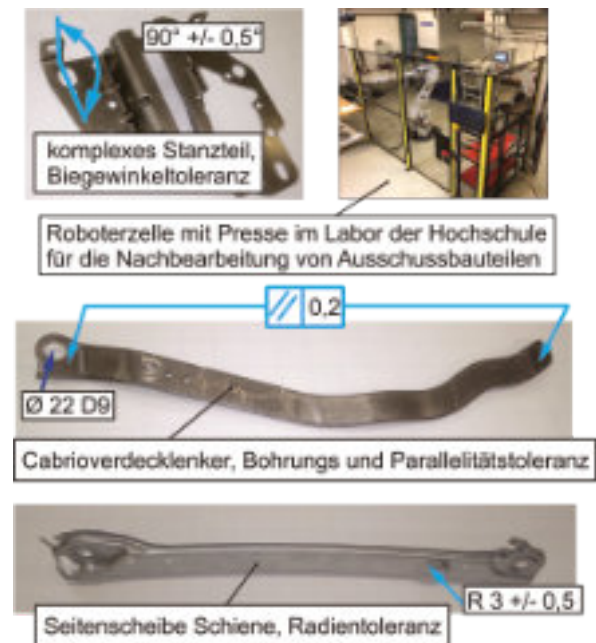 90° +/- 0,5°
komplexes Stanzteil,
Biegewinkeltoleranz
Roboterzelle mit Presse im Labor der Hochschule
für die Nachbearbeitung von Ausschussbauteilen
// 0,2
Ø 22 D9
Cabrioverdecklenker, Bohrungs und Parallelitätstoleranz
R 3 +/- 0,5
Seitenscheibe Schiene, Radientoleranz